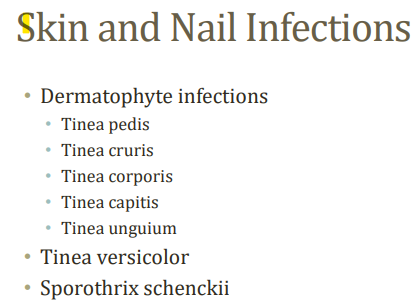 Skin and Nail Infections
• Dermatophyte infections
• Tinea pedis
• Tinea cruris
• Tinea corporis
• Tinea capitis
• Tinea unguium
• Tinea versicolor
• Sporothrix schenckii